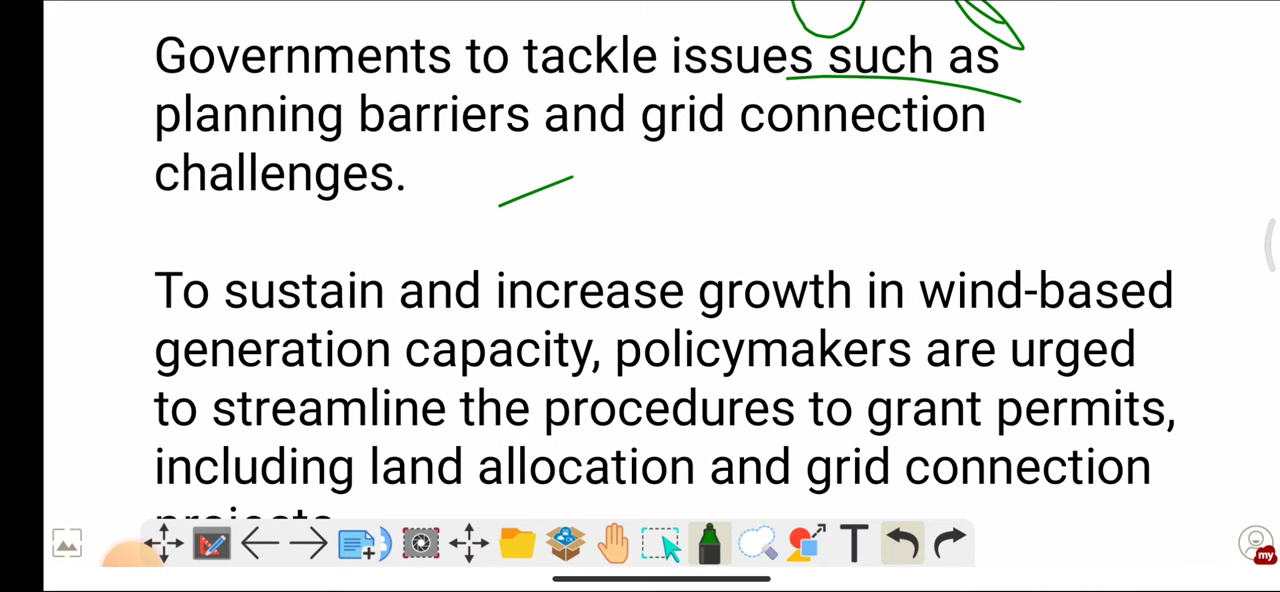 Governments to tackle issues such as
planning barriers and grid connection
challenges.
To sustain and increase growth in wind-based
generation capacity, policymakers are urged
to streamline the procedures to grant permits,
including land allocation and grid connection
T
my